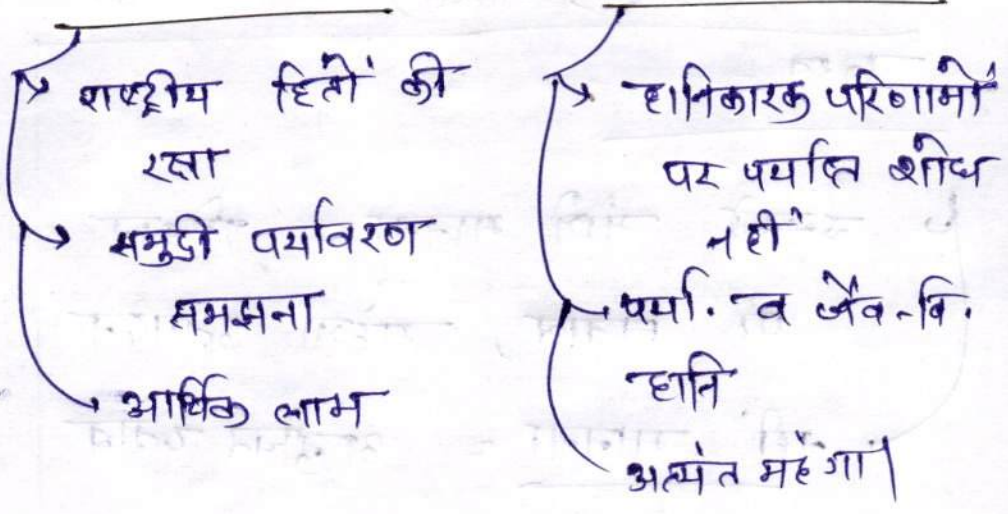 राष्ट्रीय हितों की
रक्षा
समुद्री पर्यावरण
समझना
आर्थिक लाभ
हानिकारक परिणामों
पर पर्याप्त शोध
नहीं
पर्या. व जैव-वि.
हानि
अत्यंत महँगा।